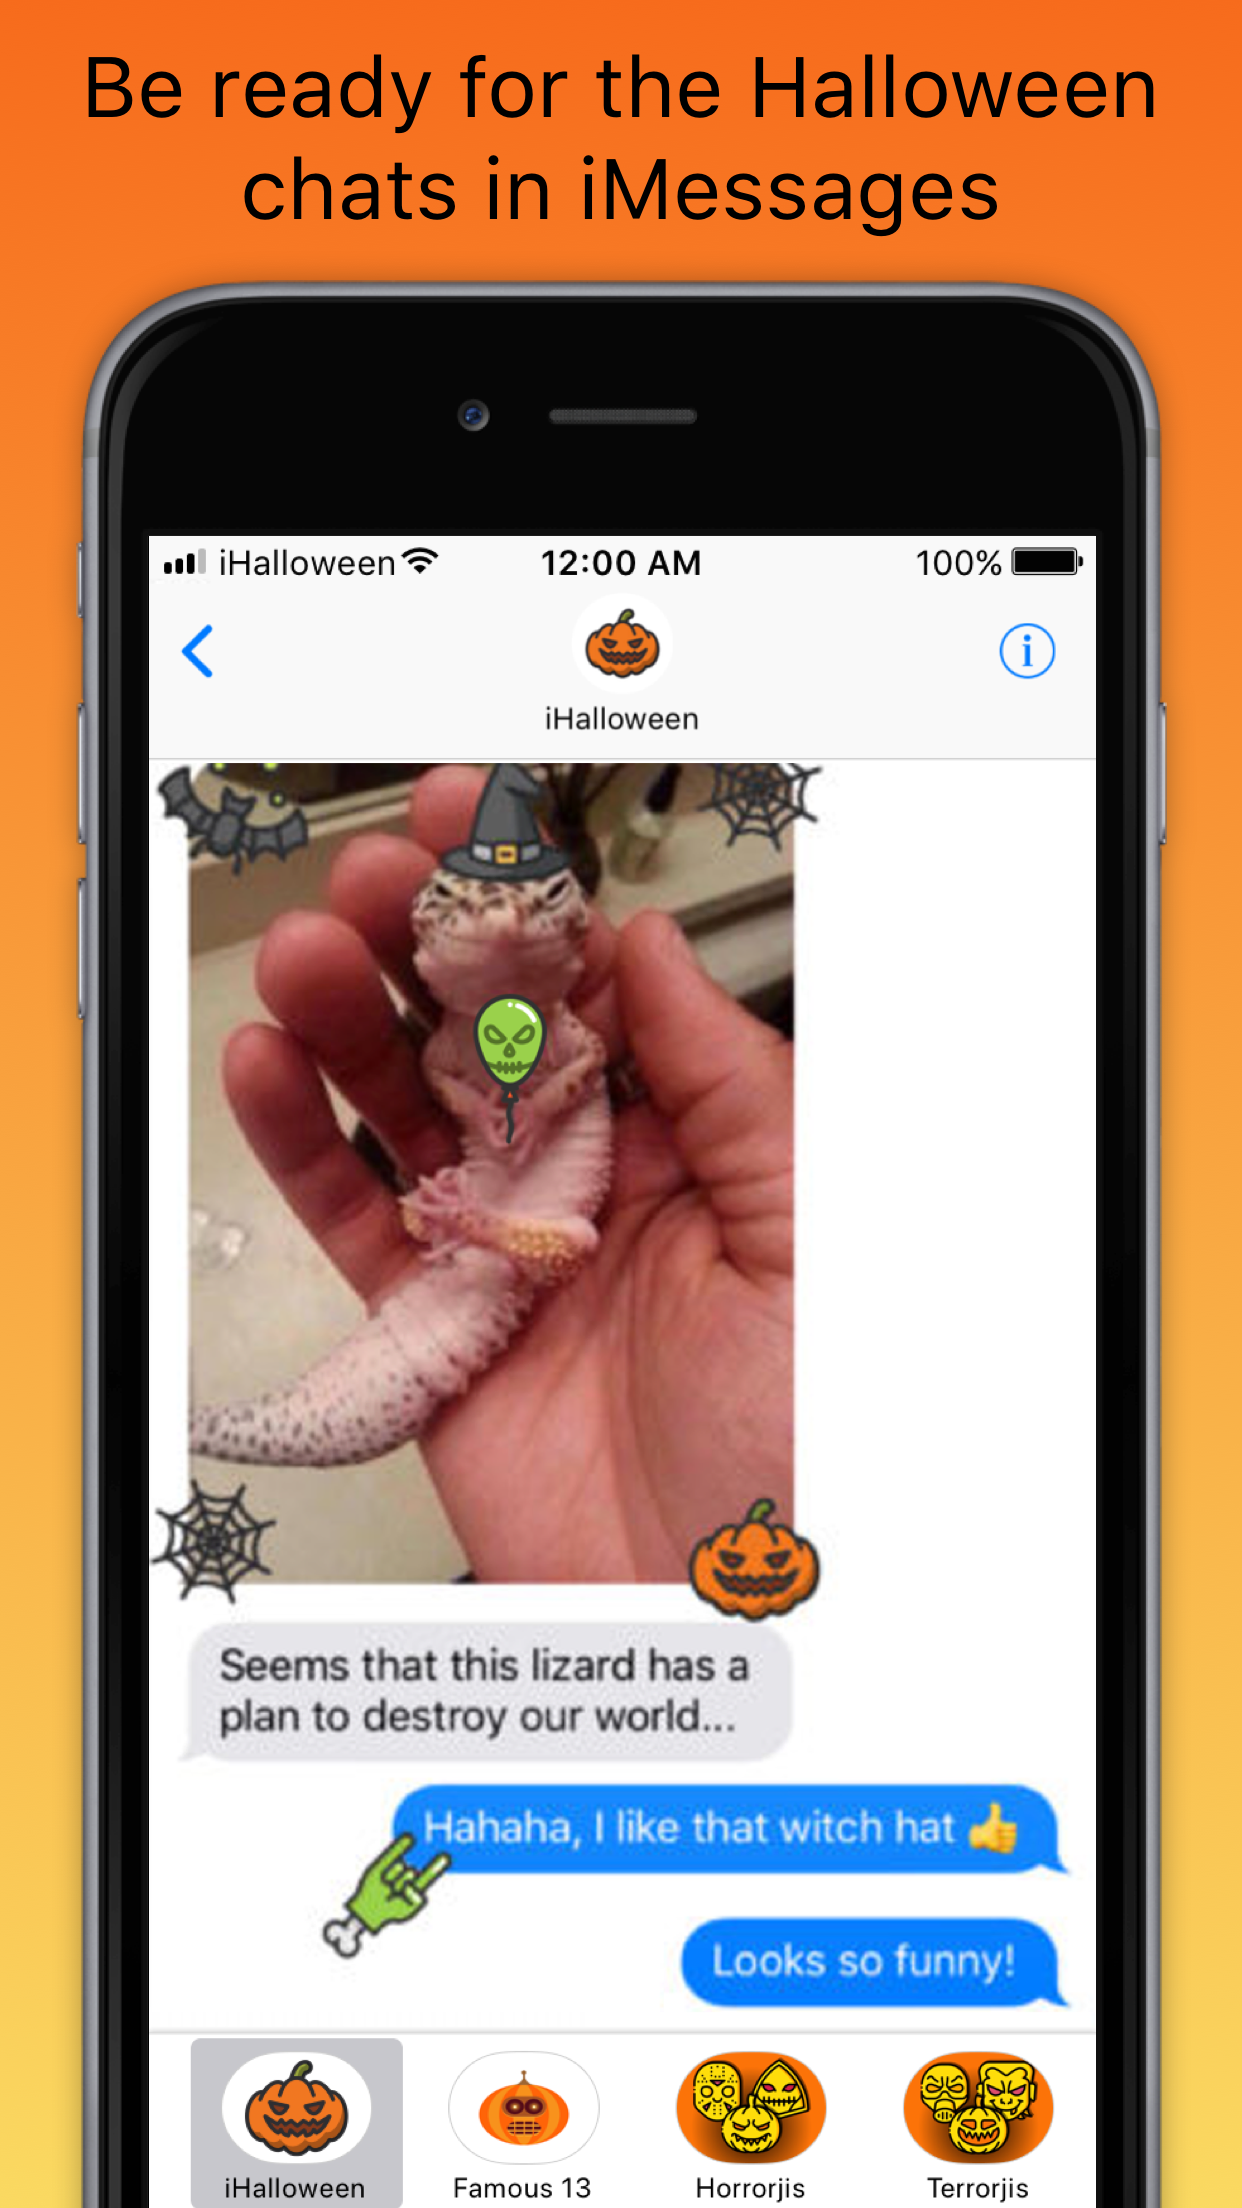 Be ready for the Halloween
chats in iMessages
iHalloween 12:00 AM 100%
iHalloween
Seems that this lizard has a
plan to destroy our world...
Hahaha, I like that witch hat 👍
Looks so funny!
iHalloween Famous 13 Horrorjis Terrorjis